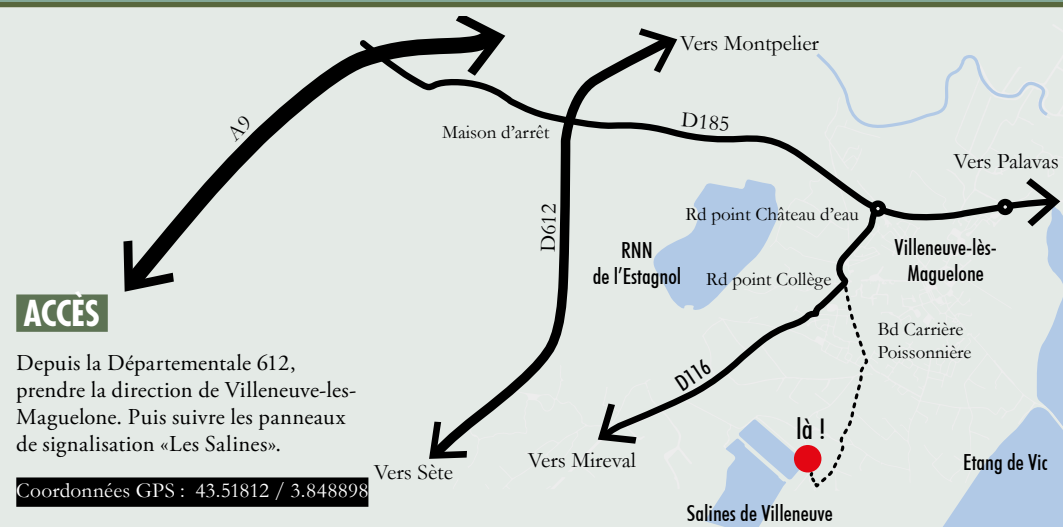 Vers Montpelier
A9
Maison d'arrêt
D185
Vers Palavas
D612
Rd point Château d'eau
RNN
de l'Estagnol
Villeneuve-lès-
Maguelone
Rd point Collège
ACCÈS
Bd Carrière
Poissonnière
Depuis la Départementale 612,
prendre la direction de Villeneuve-les-
Maguelone. Puis suivre les panneaux
de signalisation «Les Salines».
D116
là !
Vers Sète
Vers Mireval
Etang de Vic
Coordonnées GPS : 43.51812 / 3.848898
Salines de Villeneuve